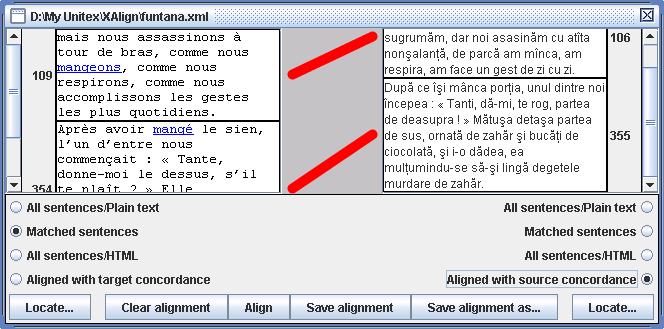 D:\My Unitex\XAlign\funtana.xml
mais nous assassinons à
tour de bras, comme nous
mangeons, comme nous
109
respirons, comme nous
accomplissons les gestes
les plus quotidiens.
Après avoir mangé le sien,
l'un d'entre nous
commençait : « Tante,
donne-moi le dessus, s'il
354
te plaît ? » Elle
sugrumăm, dar noi asasinăm cu atîta
106
nonşalanţă, de parcă am mînca, am
respira, am face un gest de zi cu zi.
După ce îşi mânca porţia, unul dintre noi
începea : « Tanti, dă-mi, te rog, partea
de deasupra ! » Mătuşa detaşa partea
de sus, ornată de zahăr şi bucăţi de
355
ciocolată, şi i-o dădea, ea
mulţumindu-se să-şi lingă degetele
murdare de zahăr.
All sentences/Plain text
All sentences/Plain text
Matched sentences
Matched sentences
All sentences/HTML
All sentences/HTML
Aligned with target concordance
Aligned with source concordance
Locate...
Clear alignment
Align
Save alignment
Save alignment as...
Locate...